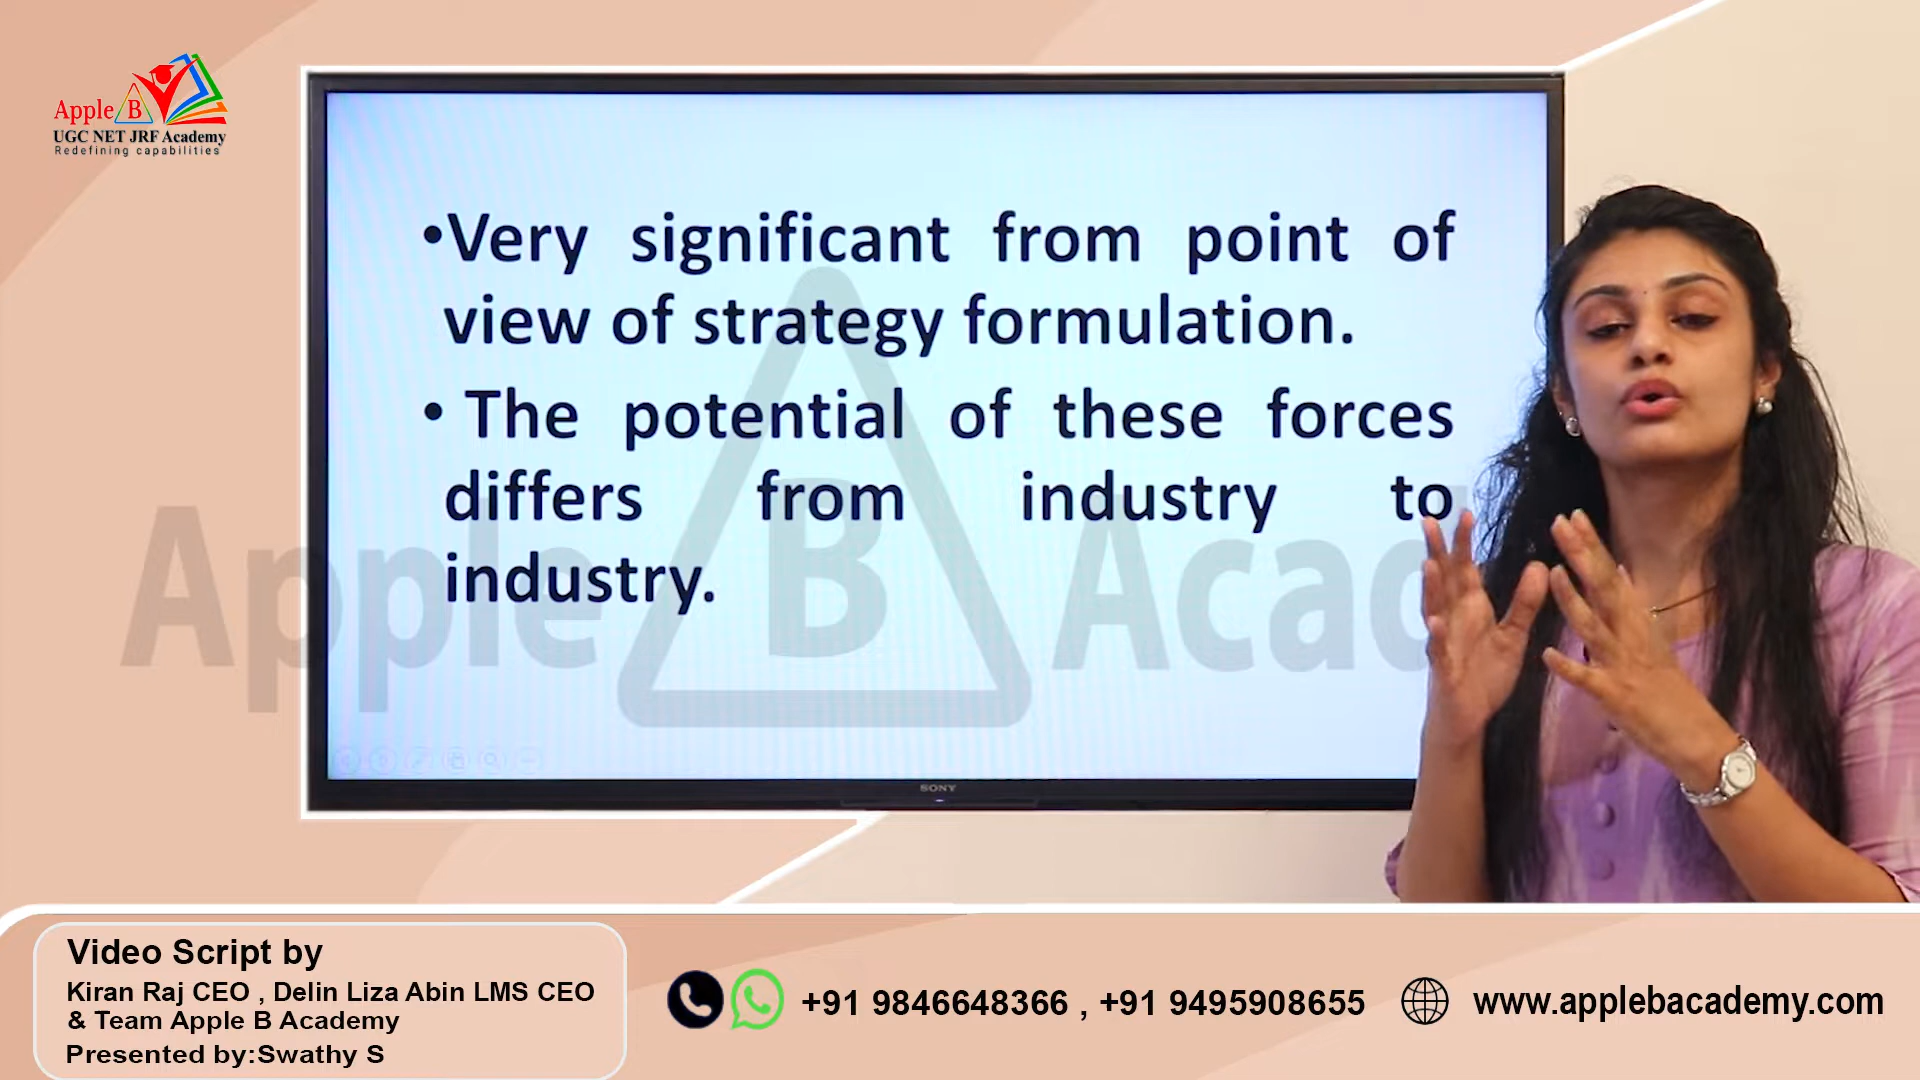 Apple B
UGC NET JRF Academy
Redefining capabilities
•Very significant from point of
view of strategy formulation.
• The potential of these forces
differs from industry to
industry.
Apple B Acad
SONY
Video Script by
Kiran Raj CEO , Delin Liza Abin LMS CEO
& Team Apple B Academy
Presented by:Swathy S
+91 9846648366 , +91 9495908655
www.applebacademy.com